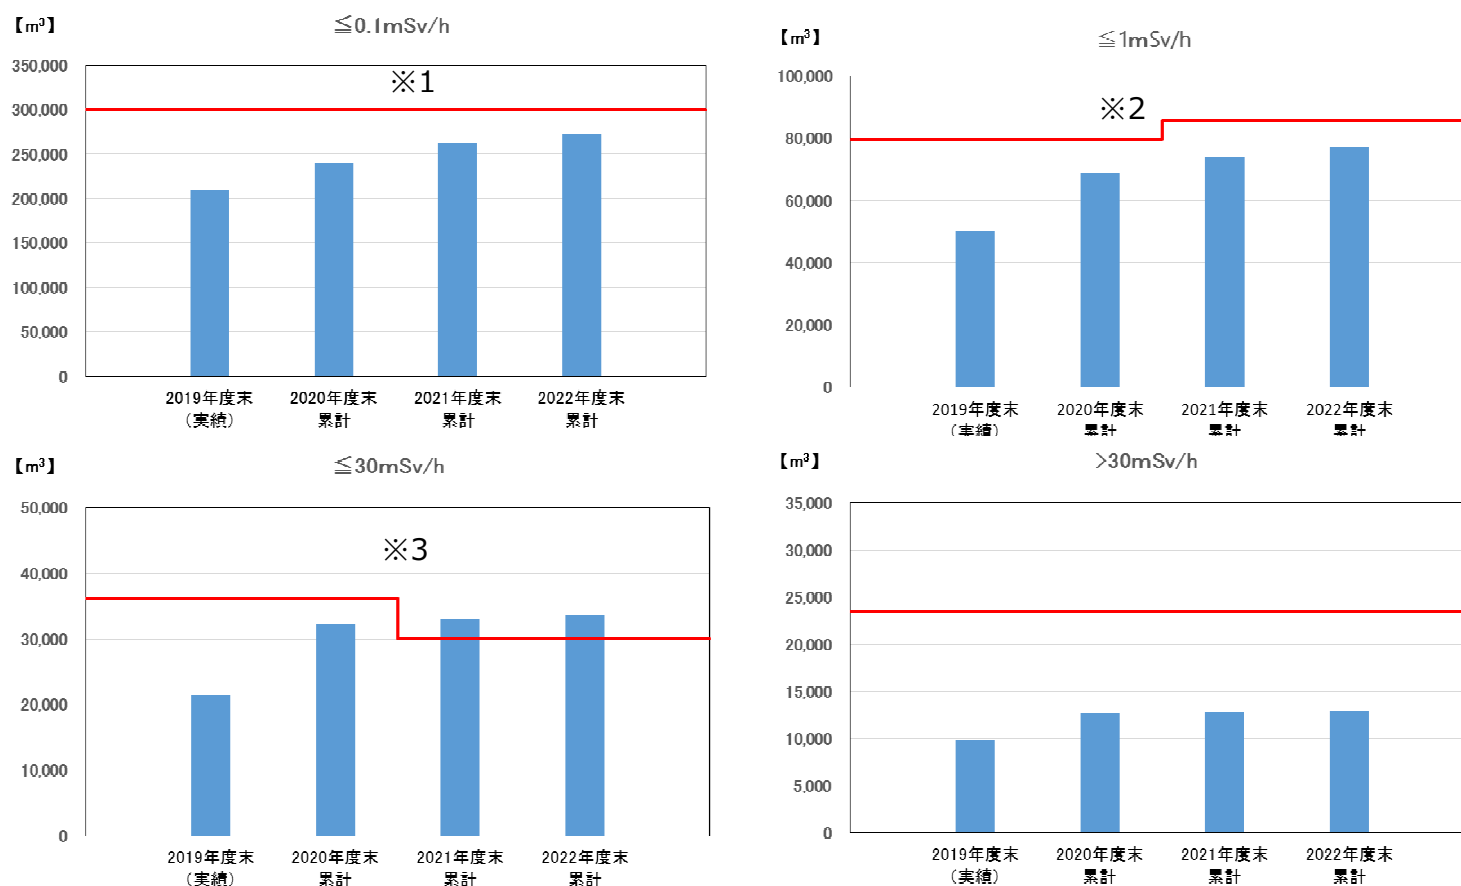 【m³】
≦0.1mSv/h
350,000
※1
300,000
250,000
200,000
150,000
100,000
50,000
0
2019年度末
（実績）
2020年度末
累計
2021年度末
累計
2022年度末
累計
【m³】
≦1mSv/h
100,000
※2
80,000
60,000
40,000
20,000
0
2019年度末
（実績）
2020年度末
累計
2021年度末
累計
2022年度末
累計
【m³】
≦30mSv/h
50,000
※3
40,000
30,000
20,000
10,000
0
2019年度末
（実績）
2020年度末
累計
2021年度末
累計
2022年度末
累計
【m³】
>30mSv/h
35,000
30,000
25,000
20,000
15,000
10,000
5,000
0
2019年度末
（実績）
2020年度末
累計
2021年度末
累計
2022年度末
累計